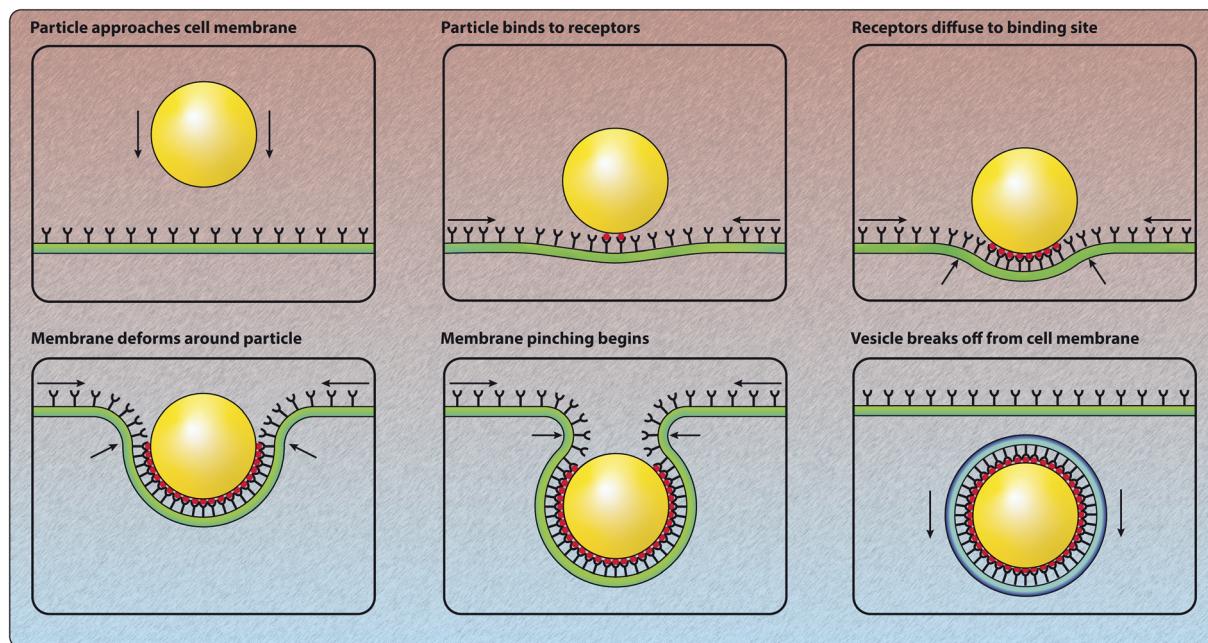 Particle approaches cell membrane
Particle binds to receptors
Receptors diffuse to binding site
Membrane deforms around particle
Membrane pinching begins
Vesicle breaks off from cell membrane